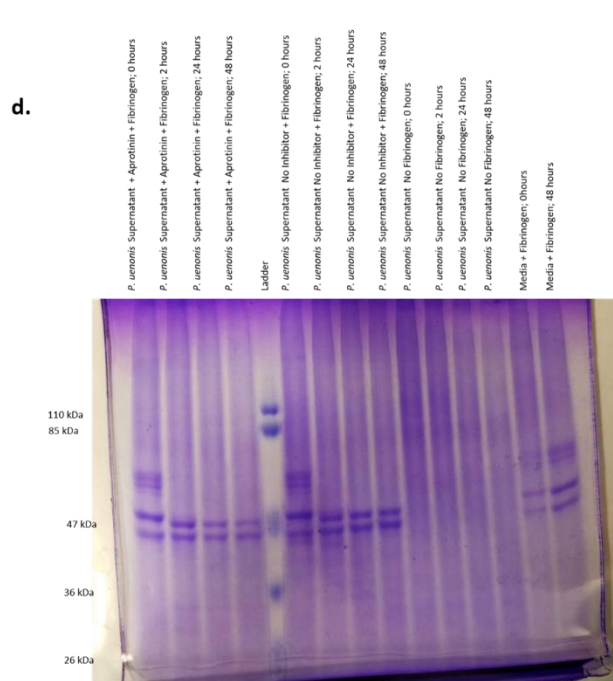 d.
P. uenonis Supernatant + Aprotinin + Fibrinogen; 0 hours
P. uenonis Supernatant + Aprotinin + Fibrinogen; 2 hours
P. uenonis Supernatant + Aprotinin + Fibrinogen; 24 hours
P. uenonis Supernatant + Aprotinin + Fibrinogen; 48 hours
Ladder
P. uenonis Supernatant No Inhibitor + Fibrinogen; 0 hours
P. uenonis Supernatant No Inhibitor + Fibrinogen; 2 hours
P. uenonis Supernatant No Inhibitor + Fibrinogen; 24 hours
P. uenonis Supernatant No Inhibitor + Fibrinogen; 48 hours
P. uenonis Supernatant No Fibrinogen; 0 hours
P. uenonis Supernatant No Fibrinogen; 2 hours
P. uenonis Supernatant No Fibrinogen; 24 hours
P. uenonis Supernatant No Fibrinogen; 48 hours
Media + Fibrinogen; 0hours
Media + Fibrinogen; 48 hours
110 kDa
85 kDa
47 kDa
36 kDa
26 kDa